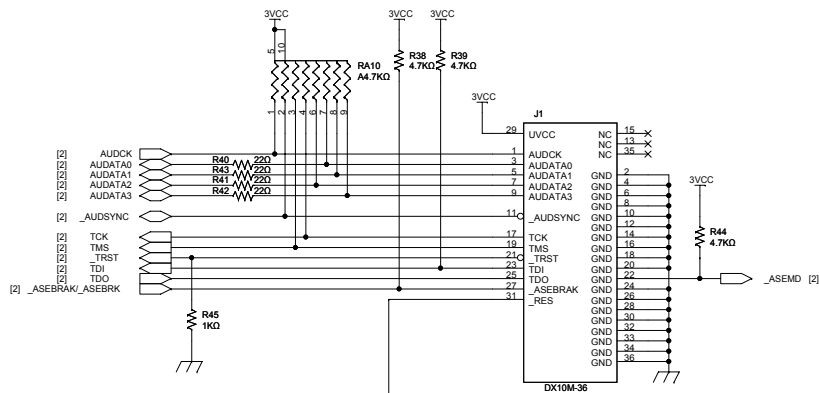 3VCC 3VCC 3VCC
5 10
RA10
A4.7KΩ
R38
4.7KΩ
R39
4.7KΩ
1 2 3 4 6 7 8 9
3VCC
J1
29 UVCC NC 15
NC 13
[2] AUDCK 1 AUDCK NC 35
[2] AUDATA0 R40 22Ω 3 AUDATA0
[2] AUDATA1 R43 22Ω 5 AUDATA1 GND 2
[2] AUDATA2 R41 22Ω 7 AUDATA2 GND 4
[2] AUDATA3 R42 22Ω 9 AUDATA3 GND 6
3VCC
GND 8
[2] _AUDSYNC 11 _AUDSYNC GND 10
GND 12
[2] TCK 17 TCK GND 14
[2] TMS 19 TMS GND 16
[2] _TRST 21 _TRST GND 18
[2] TDI 23 TDI GND 20
R44
4.7KΩ
[2] TDO 25 TDO GND 22 _ASEMD [2]
[2] _ASEBRAK/_ASEBRK 27 _ASEBRAK GND 24
31 _RES GND 26
GND 28
R45
1KΩ
GND 30
GND 32
GND 33
GND 34
GND 36
DX10M-36